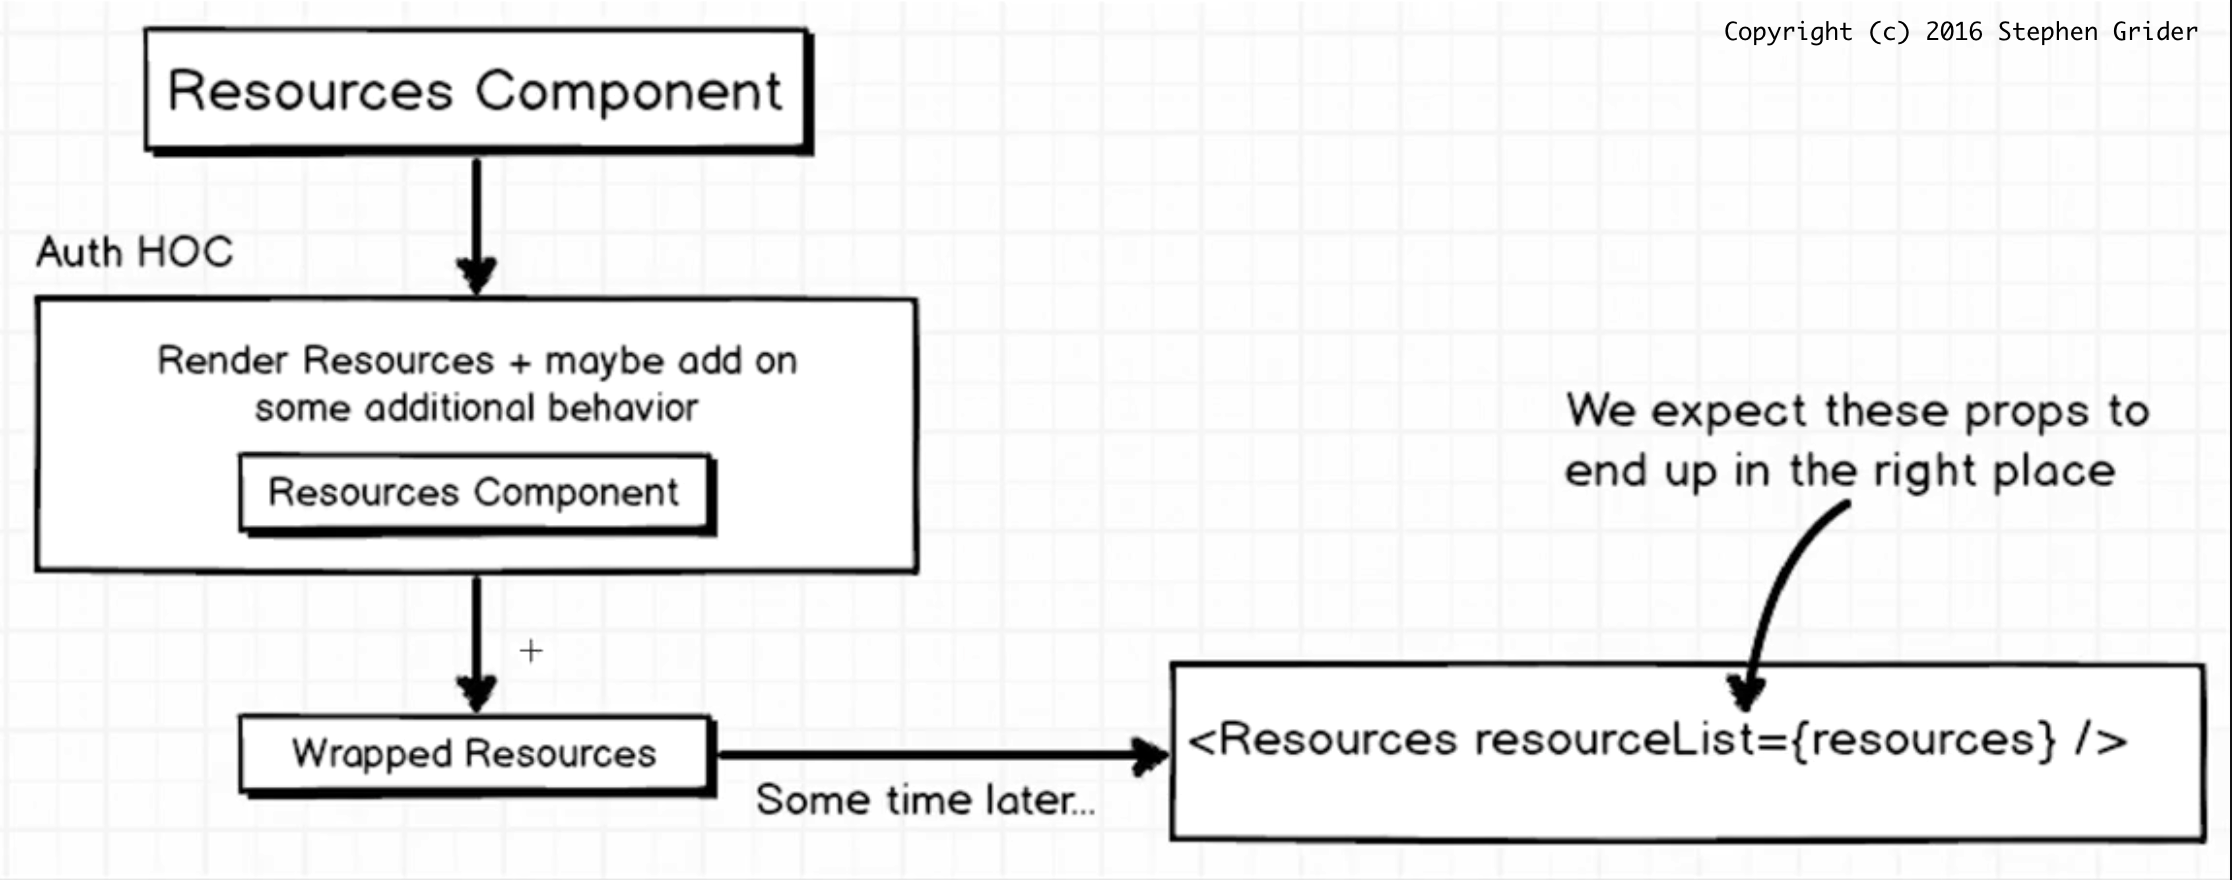 Copyright (c) 2016 Stephen Grider
Resources Component
Auth HOC
Render Resources + maybe add on
some additional behavior
Resources Component
We expect these props to
end up in the right place
Wrapped Resources
Some time later...
<Resources resourceList={resources} />